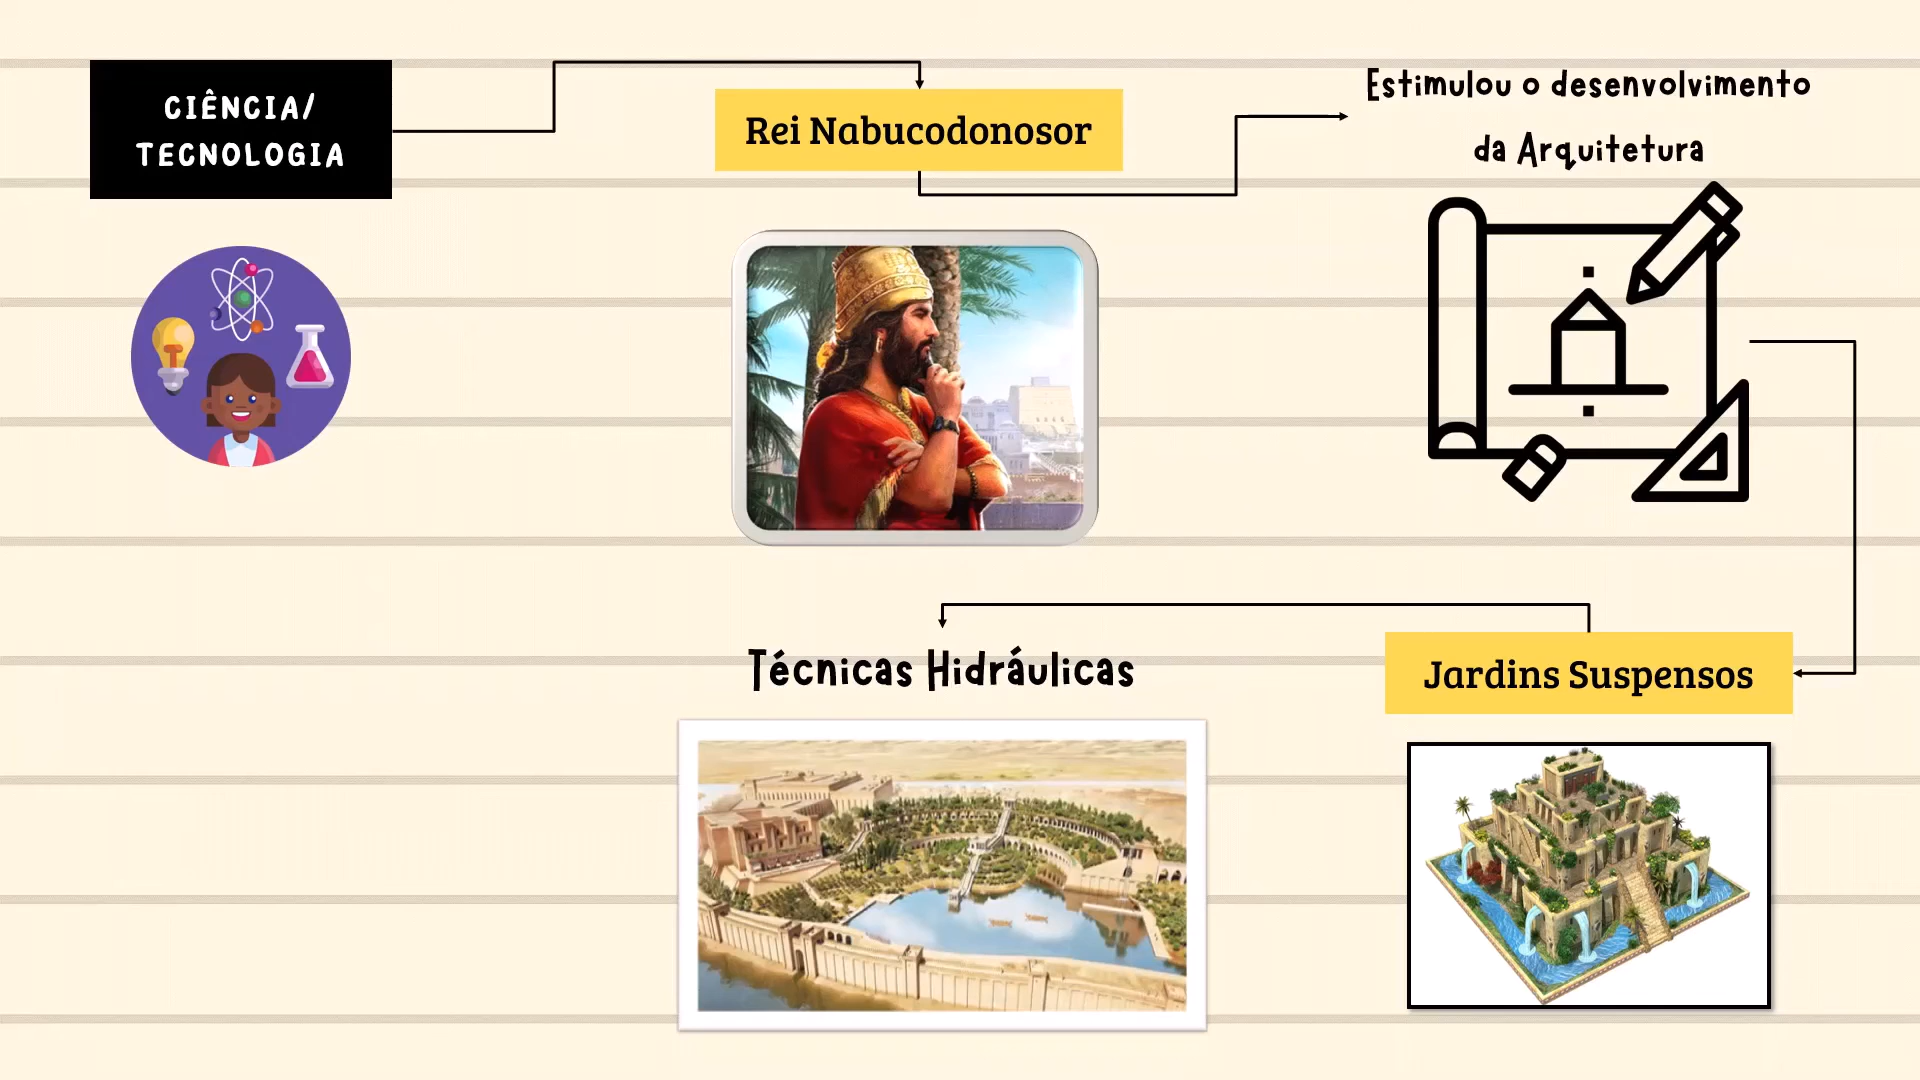 CIÊNCIA/
TECNOLOGIA
Rei Nabucodonosor
Estimulou o desenvolvimento
da Arquitetura
Técnicas Hidráulicas
Jardins Suspensos